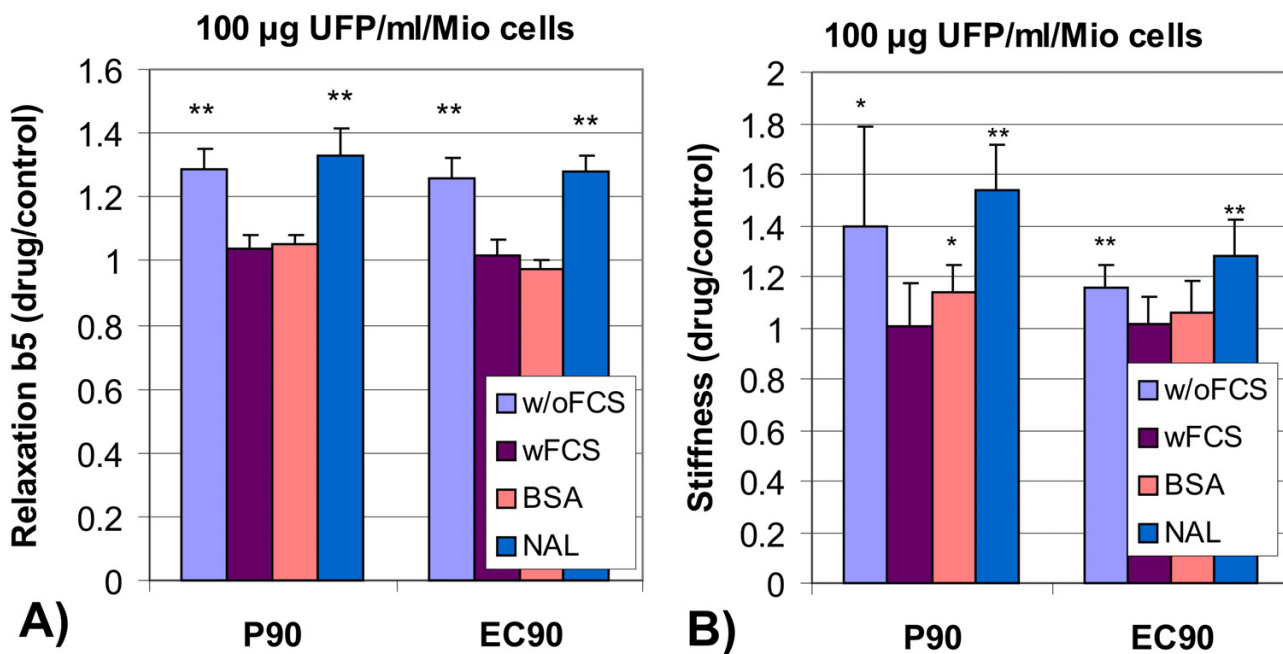 100 µg UFP/ml/Mio cells
Relaxation b5 (drug/control)
1.6
1.4
1.2
1
0.8
0.6
0.4
0.2
0
** ** ** **
w/oFCS
wFCS
BSA
NAL
P90 EC90
A)
100 µg UFP/ml/Mio cells
Stiffness (drug/control)
2
1.8
1.6
1.4
1.2
1
0.8
0.6
0.4
0.2
0
* * ** ** **
w/oFCS
wFCS
BSA
NAL
P90 EC90
B)